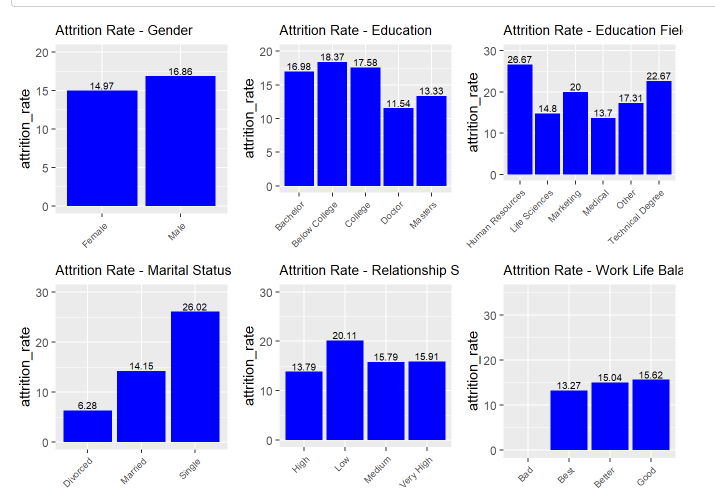 Attrition Rate - Gender
attrition_rate
20
15
10
5
0
14.97
16.86
Female
Male
Attrition Rate - Education
attrition_rate
20
15
10
5
0
16.98
18.37
17.58
11.54
13.33
Bachelor
Below College
College
Doctor
Masters
Attrition Rate - Education Fiel
attrition_rate
30
20
10
0
26.67
14.8
20
13.7
17.31
22.67
Human Resources
Life Sciences
Marketing
Medical
Other
Technical Degree
Attrition Rate - Marital Status
attrition_rate
30
20
10
0
6.28
14.15
26.02
Divorced
Married
Single
Attrition Rate - Relationship S
attrition_rate
30
20
10
0
13.79
20.11
15.79
15.91
High
Low
Medium
Very High
Attrition Rate - Work Life Bala
attrition_rate
30
20
10
0
13.27
15.04
15.62
Bad
Best
Better
Good